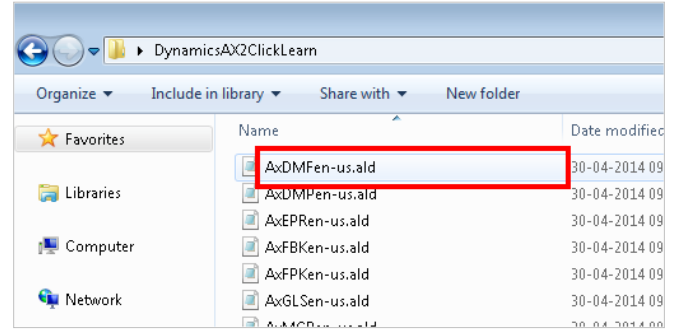 DynamicsAX2ClickLearn
Organize Include in library Share with New folder
Favorites
Libraries
Computer
Network
Name Date modified
AxDMFen-us.ald 30-04-2014 09
AxDMPen-us.ald 30-04-2014 09
AxEPRen-us.ald 30-04-2014 09
AxFBKen-us.ald 30-04-2014 09
AxFPKen-us.ald 30-04-2014 09
AxGLSen-us.ald 30-04-2014 09